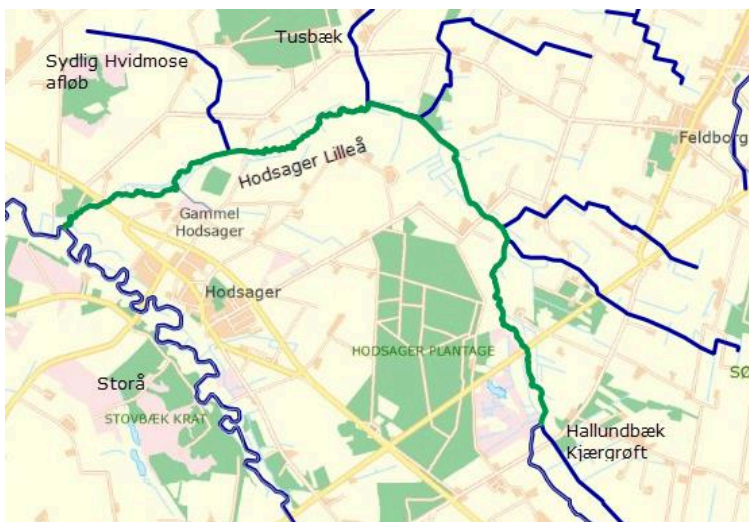 Tusbæk
Sydlig Hvidmose
afløb
Feldborg
Hodsager Lilleå
Gammel
Hodsager
Hodsager
HODSAGER PLANTAGE
Storå
SØ
STOVBÆK KRAT
Hallundbæk
Kjærgrøft